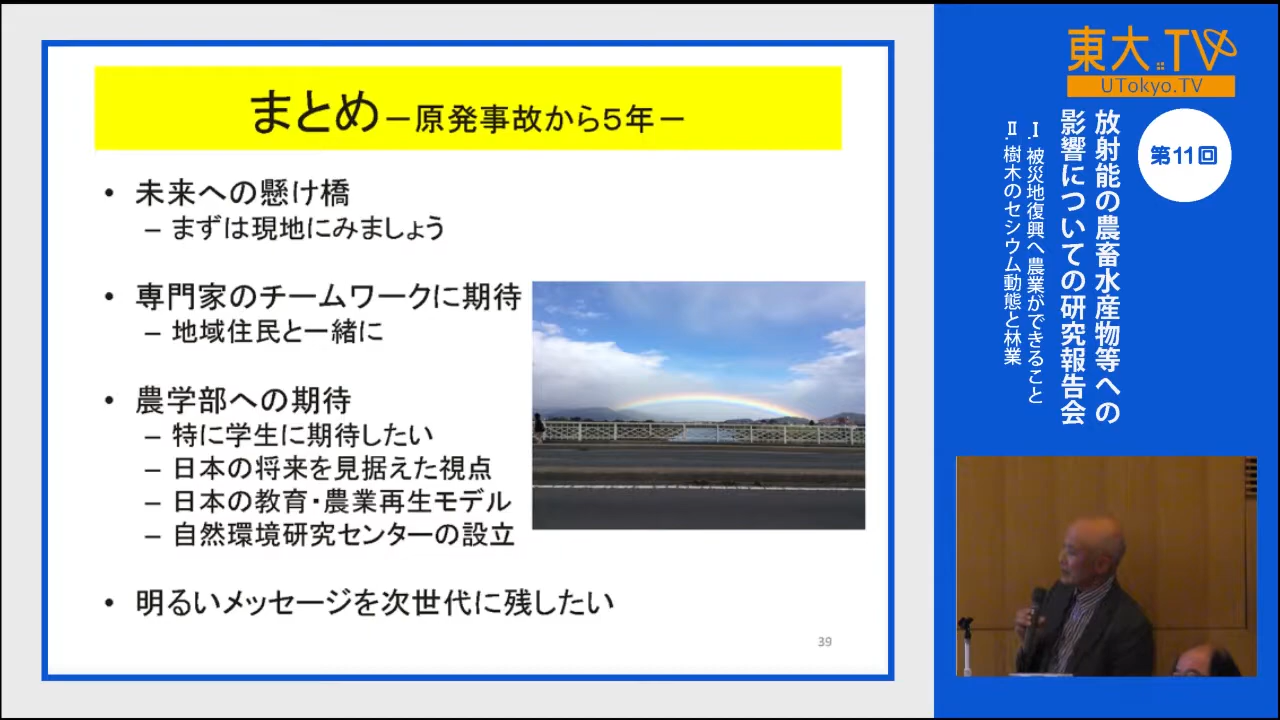 まとめ－原発事故から５年－
• 未来への懸け橋
– まずは現地にみましょう
• 専門家のチームワークに期待
– 地域住民と一緒に
• 農学部への期待
– 特に学生に期待したい
– 日本の将来を見据えた視点
– 日本の教育・農業再生モデル
– 自然環境研究センターの設立
• 明るいメッセージを次世代に残したい
39
東大.TV
UTokyo.TV
第11回
放射能の農畜水産物等への
影響についての研究報告会
Ⅰ.被災地復興へ農業ができること
Ⅱ.樹木のセシウム動態と林業